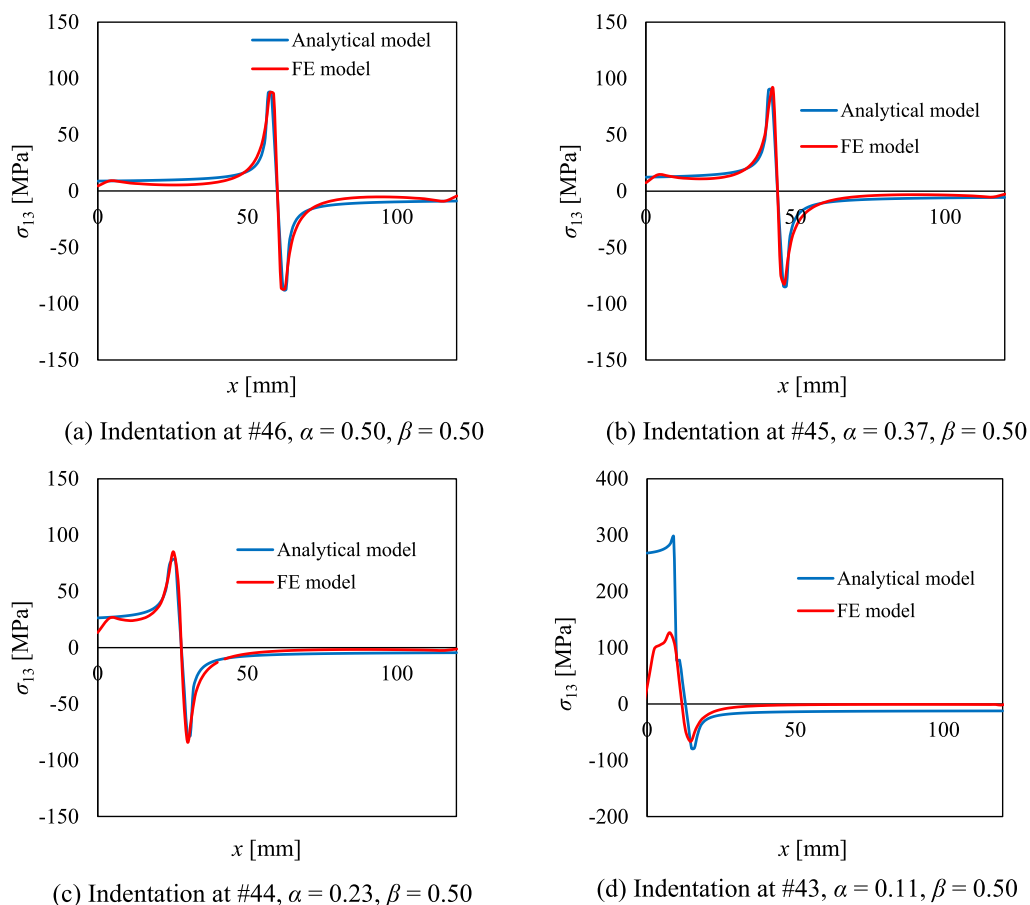 150
100
50
0
-50
-100
-150
σ13 [MPa]
0
50
100
x [mm]
Analytical model
FE model
(a) Indentation at #46, α = 0.50, β = 0.50
150
100
50
0
-50
-100
-150
σ13 [MPa]
0
50
100
x [mm]
Analytical model
FE model
(b) Indentation at #45, α = 0.37, β = 0.50
150
100
50
0
-50
-100
-150
σ13 [MPa]
0
50
100
x [mm]
Analytical model
FE model
(c) Indentation at #44, α = 0.23, β = 0.50
400
300
200
100
0
-100
-200
σ13 [MPa]
0
50
100
x [mm]
Analytical model
FE model
(d) Indentation at #43, α = 0.11, β = 0.50